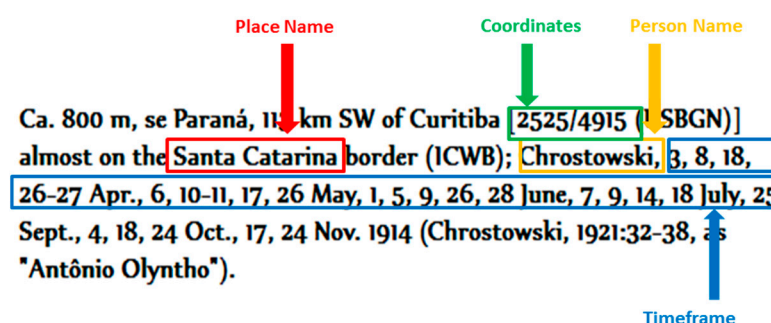 Place Name Coordinates Person Name
Ca. 800 m, se Paraná, km SW of Curitiba [2525/4915 (USBGN)]
almost on the Santa Catarina border (ICWB); Chrostowski, 3, 8, 18,
26-27 Apr., 6, 10-11, 17, 26 May, 1, 5, 9, 26, 28 June, 7, 9, 14, 18 July, 25
Sept., 4, 18, 24 Oct., 17, 24 Nov. 1914 (Chrostowski, 1921:32-38, as
"Antônio Olyntho").
Timeframe